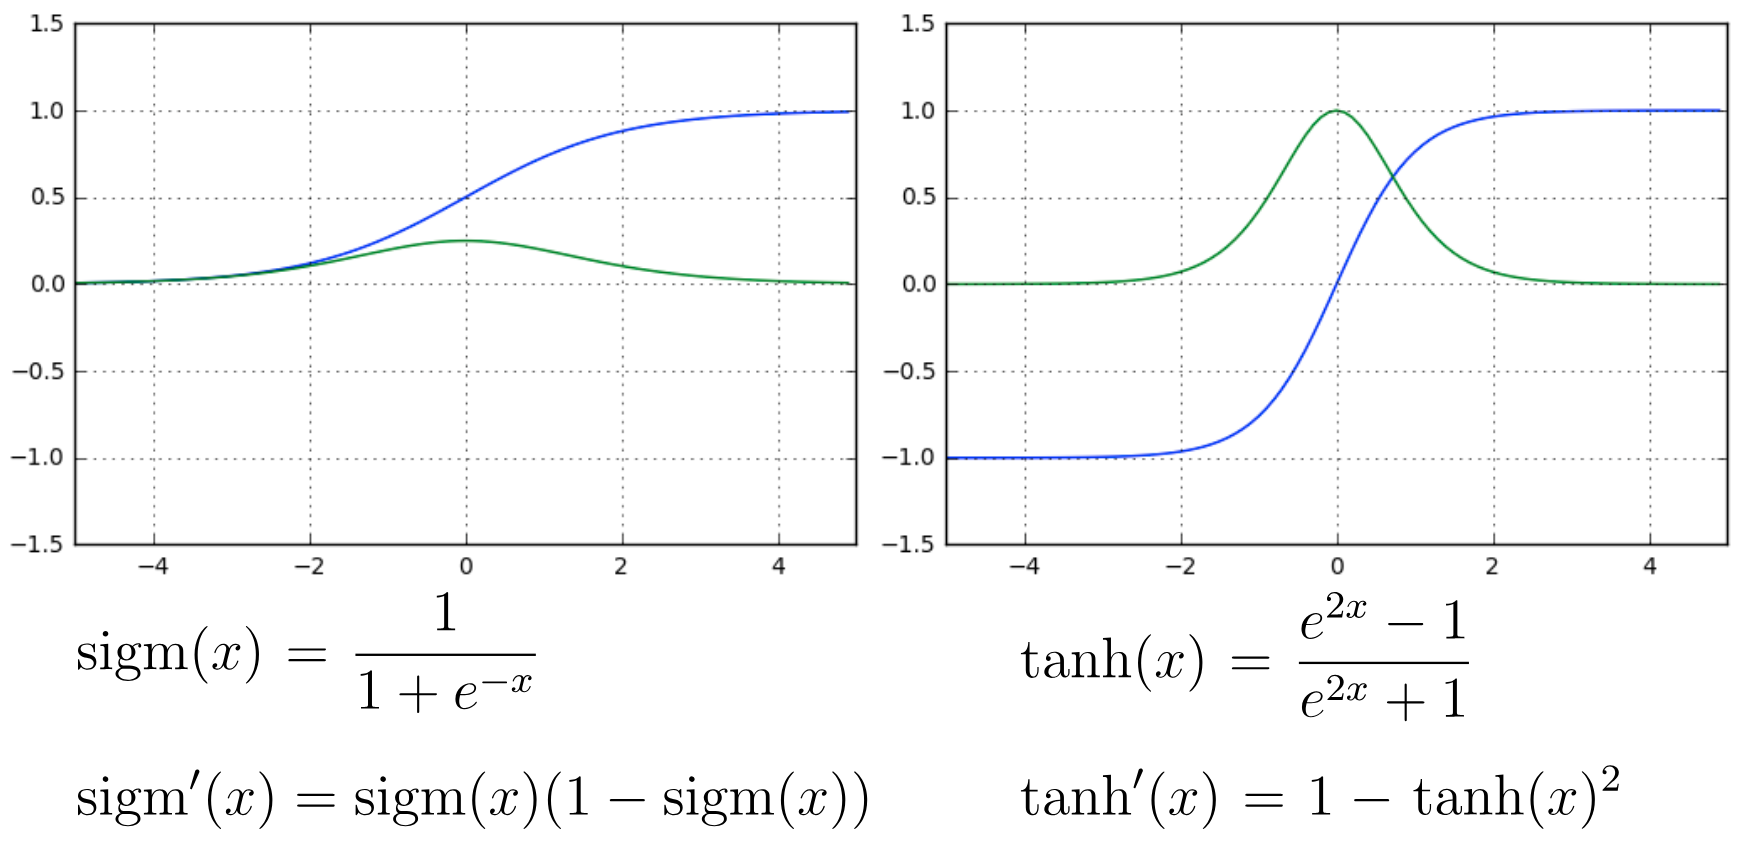 1.5
1.0
0.5
0.0
−0.5
−1.0
−1.5
−4 −2 0 2 4
1.5
1.0
0.5
0.0
−0.5
−1.0
−1.5
−4 −2 0 2 4
sigm(x) = 1 / (1 + e^{−x})
sigm′(x) = sigm(x)(1 − sigm(x))
tanh(x) = (e^{2x} − 1) / (e^{2x} + 1)
tanh′(x) = 1 − tanh(x)²